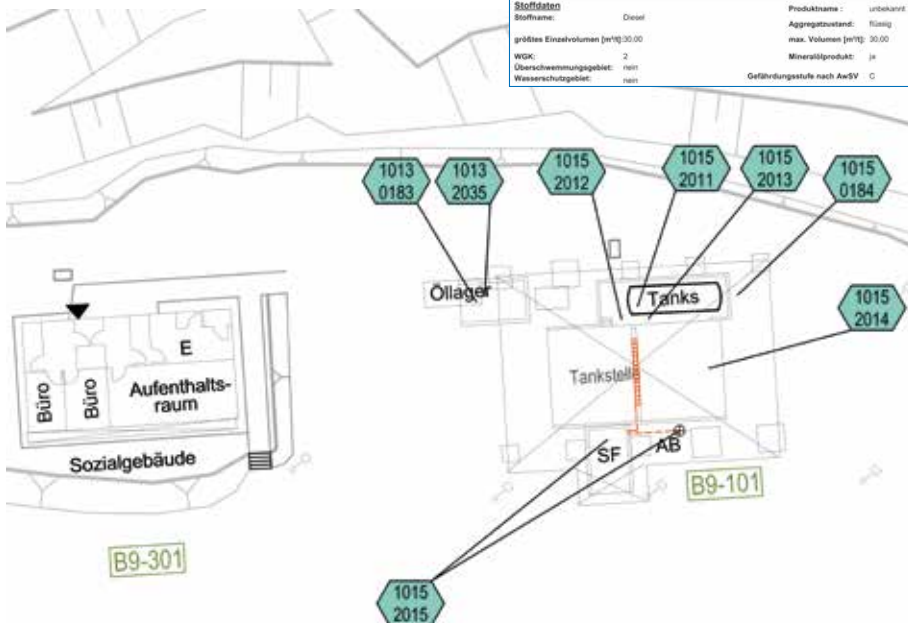 Stoffdaten
Stoffname: Diesel
größtes Einzelvolumen [m³/t]: 30,00
WGK: 2
Überschwemmungsgebiet: nein
Wasserschutzgebiet: nein
Produktname : unbekannt
Aggregatzustand: flüssig
max. Volumen [m³/t]: 30,00
Mineralölprodukt: ja
Gefährdungsstufe nach AwSV C
1013
0183
1013
2035
1015
2012
1015
2011
1015
2013
1015
0184
Öllager
Tanks
1015
2014
E
Büro
Büro
Aufenthalts-
raum
Tankstelle
Sozialgebäude
SF
AB
B9-101
B9-301
1015
2015